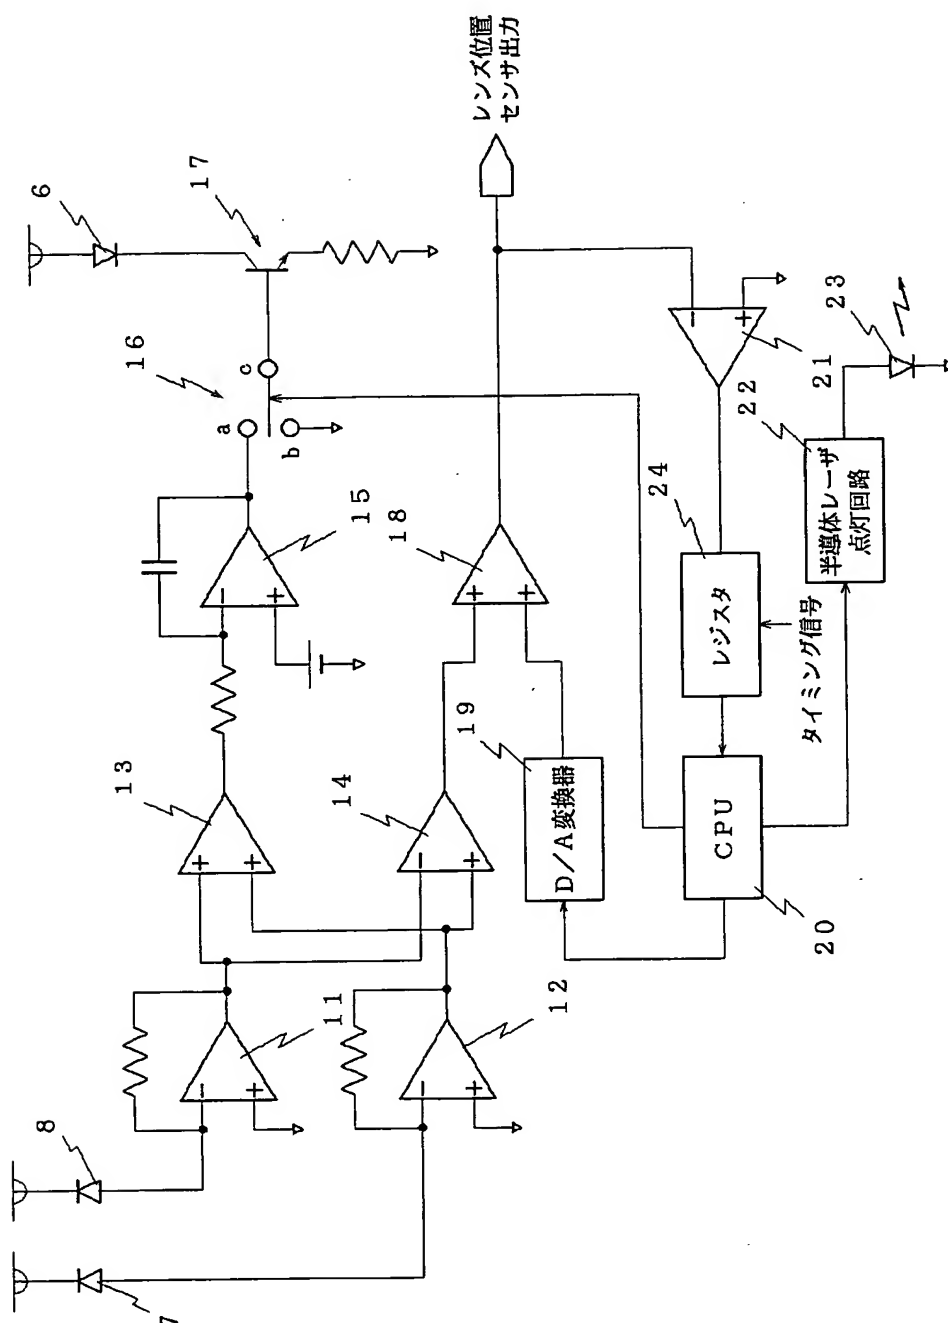 7
8
11
12
13
14
15
16
a
b
c
6
17
18
19
D／A変換器
CPU
20
レジスタ
24
タイミング信号
21
22
半導体レーザ
点灯回路
23
レンズ位置
センサ出力
－
＋
－
＋
＋
＋
－
＋
－
＋
＋
＋
－
＋